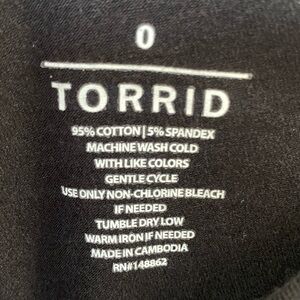 0
TORRID
95% COTTON | 5% SPANDEX
MACHINE WASH COLD
WITH LIKE COLORS
GENTLE CYCLE
USE ONLY NON-CHLORINE BLEACH
IF NEEDED
TUMBLE DRY LOW
WARM IRON IF NEEDED
MADE IN CAMBODIA
RN#148862